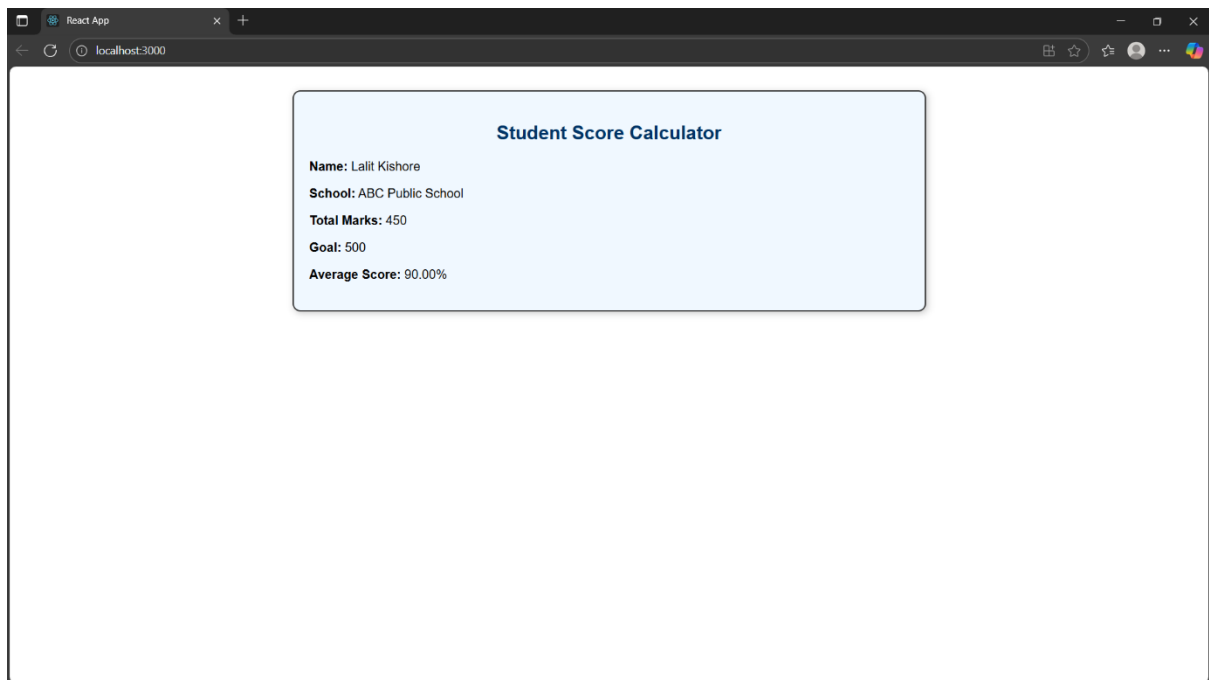 React App
localhost:3000
Student Score Calculator
Name: Lalit Kishore
School: ABC Public School
Total Marks: 450
Goal: 500
Average Score: 90.00%